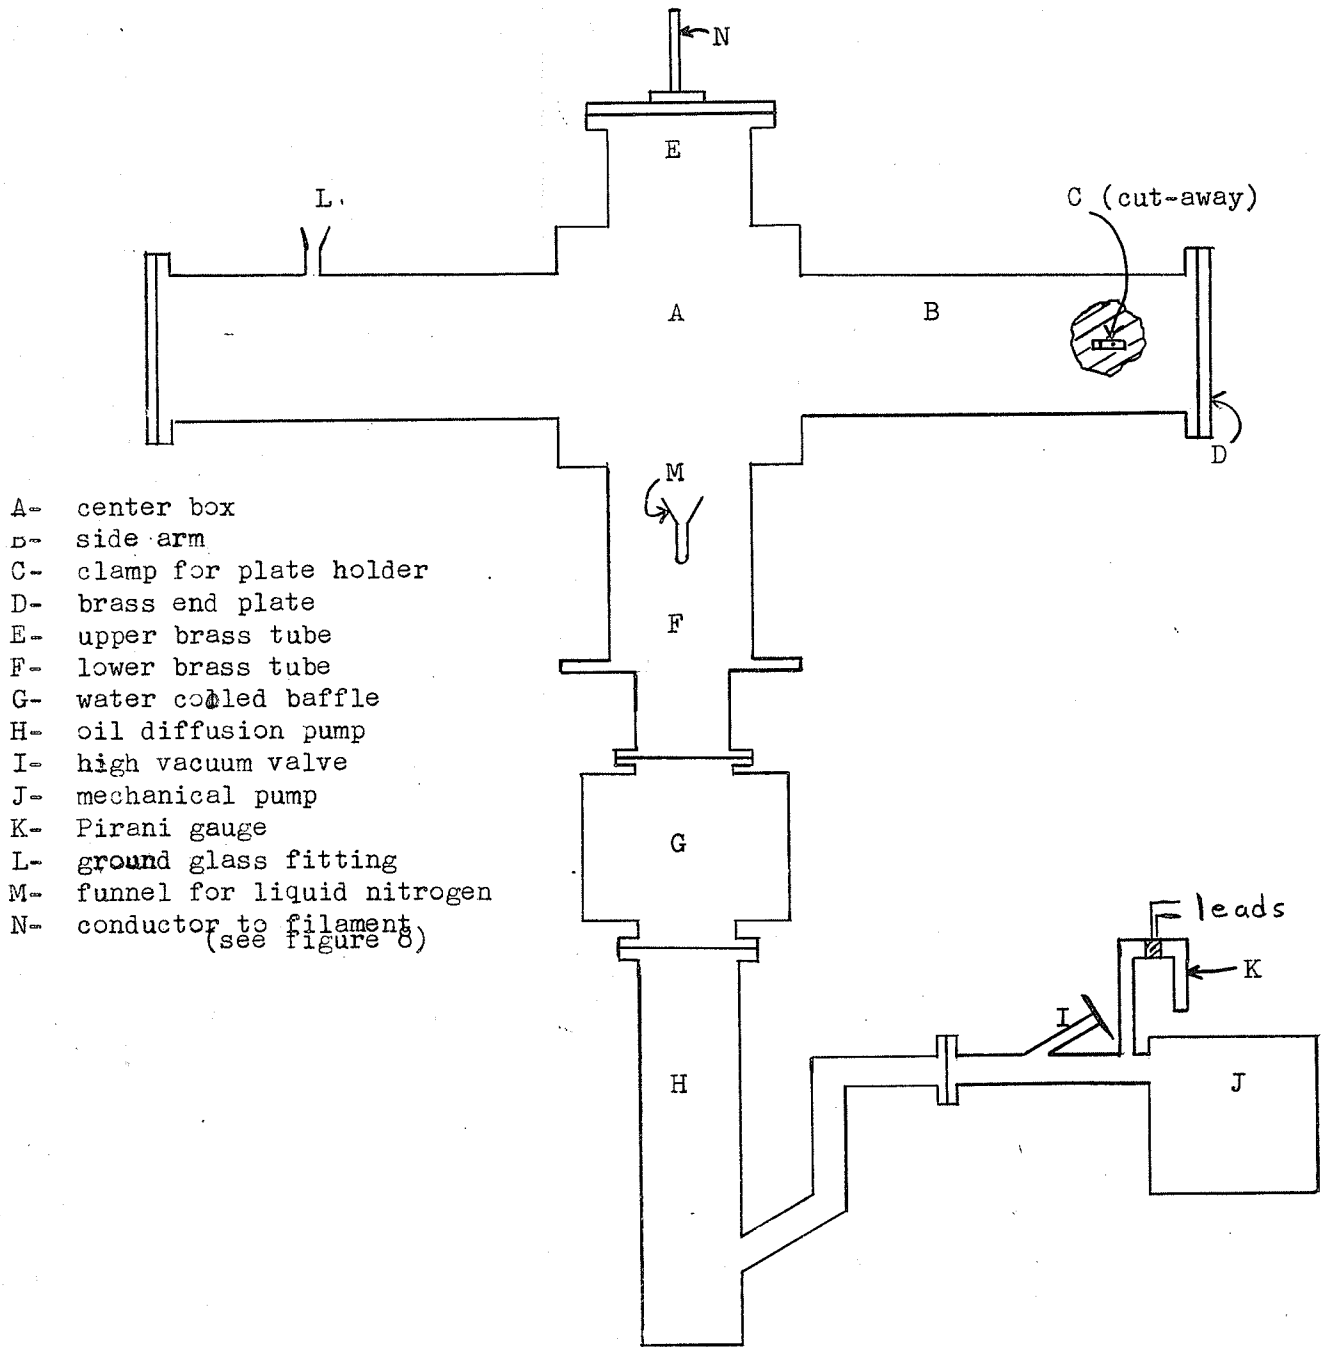 N
E
L
C (cut-away)
A
B
D
M
A- center box
B- side arm
C- clamp for plate holder
D- brass end plate
E- upper brass tube
F- lower brass tube
G- water cooled baffle
H- oil diffusion pump
I- high vacuum valve
J- mechanical pump
K- Pirani gauge
L- ground glass fitting
M- funnel for liquid nitrogen
N- conductor to filament
(see figure 8)
F
G
leads
K
I
H
J